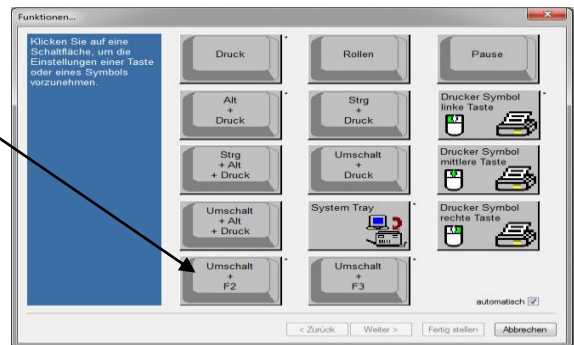 Funktionen...
Klicken Sie auf eine
Schaltfläche, um die
Einstellungen einer Taste
oder eines Symbols
vorzunehmen.
Druck
Rollen
Pause
Alt
+
Druck
Strg
+
Druck
Drucker Symbol
linke Taste
Strg
+ Alt
+ Druck
Umschalt
+
Druck
Drucker Symbol
mittlere Taste
Umschalt
+ Alt
+ Druck
System Tray
Drucker Symbol
rechte Taste
Umschalt
+
F2
Umschalt
+
F3
automatisch
< Zurück
Weiter >
Fertig stellen
Abbrechen